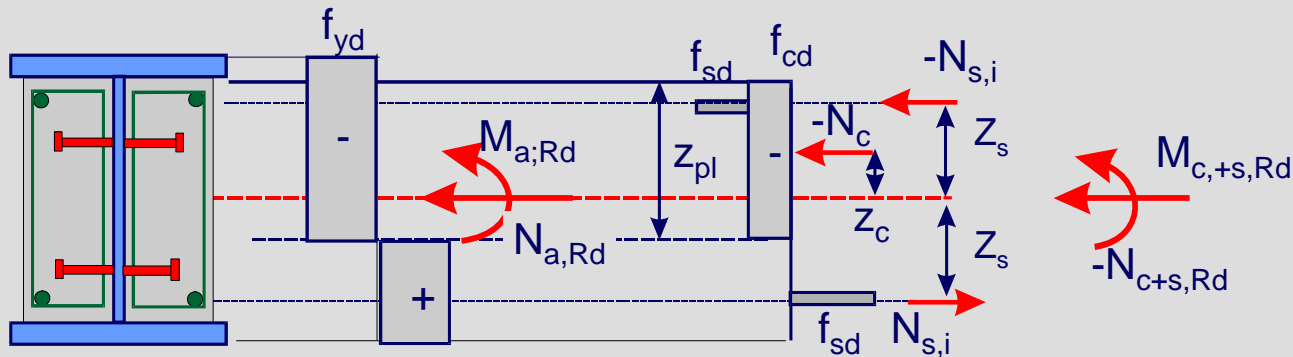 f_yd
f_sd
f_cd
-N_s,i
-
M_a;Rd
z_pl
-N_c
-
Z_s
M_c,+s,Rd
N_a,Rd
z_c
Z_s
-N_c+s,Rd
+
f_sd
N_s,i